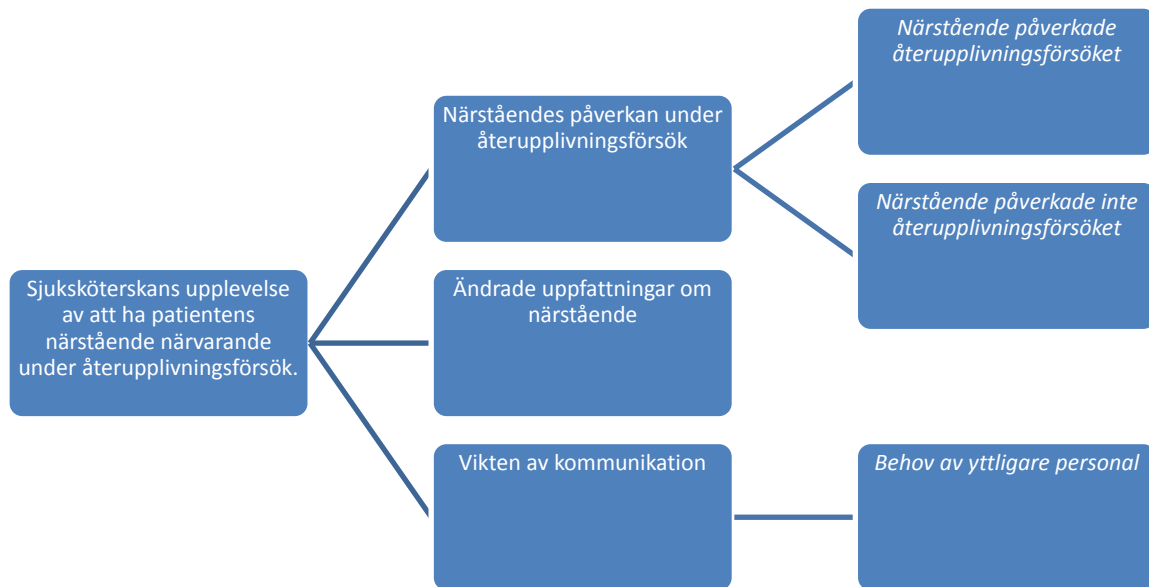 Sjuksköterskans upplevelse
av att ha patientens
närstående närvarande
under återupplivningsförsök.
Närståendes påverkan under
återupplivningsförsök
Närstående påverkade
återupplivningsförsöket
Närstående påverkade inte
återupplivningsförsöket
Ändrade uppfattningar om
närstående
Vikten av kommunikation
Behov av yttligare personal